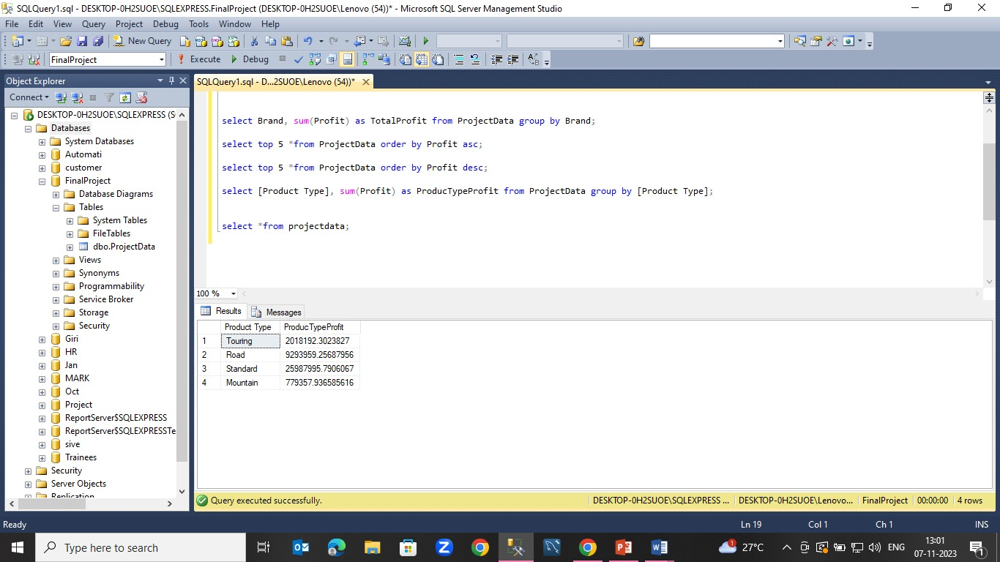 SQLQuery1.sql - DESKTOP-0H2SUOE\SQLEXPRESS.FinalProject (DESKTOP-0H2SUOE\Lenovo (54))* - Microsoft SQL Server Management Studio
File Edit View Query Project Debug Tools Window Help
New Query
FinalProject Execute Debug
Object Explorer
Connect
DESKTOP-0H2SUOE\SQLEXPRESS (S
Databases
System Databases
Automati
customer
FinalProject
Database Diagrams
Tables
System Tables
FileTables
dbo.ProjectData
Views
Synonyms
Programmability
Service Broker
Storage
Security
Giri
HR
Jan
MARK
Oct
Project
ReportServer$SQLEXPRESS
ReportServer$SQLEXPRESSTe
sive
Trainees
Security
Server Objects
Replication
SQLQuery1.sql - D...2SUOE\Lenovo (54))*
select Brand, sum(Profit) as TotalProfit from ProjectData group by Brand;
select top 5 *from ProjectData order by Profit asc;
select top 5 *from ProjectData order by Profit desc;
select [Product Type], sum(Profit) as ProducTypeProfit from ProjectData group by [Product Type];
select *from projectdata;
100 %
Results Messages
Product Type ProducTypeProfit
1 Touring 2018192.3023827
2 Road 9293959.25687956
3 Standard 25987995.7906067
4 Mountain 779357.936585616
Query executed successfully. DESKTOP-0H2SUOE\SQLEXPRESS ... DESKTOP-0H2SUOE\Lenovo... FinalProject 00:00:00 4 rows
Ready Ln 19 Col 1 Ch 1 INS
Type here to search 1 27°C ENG 13:01
07-11-2023 1